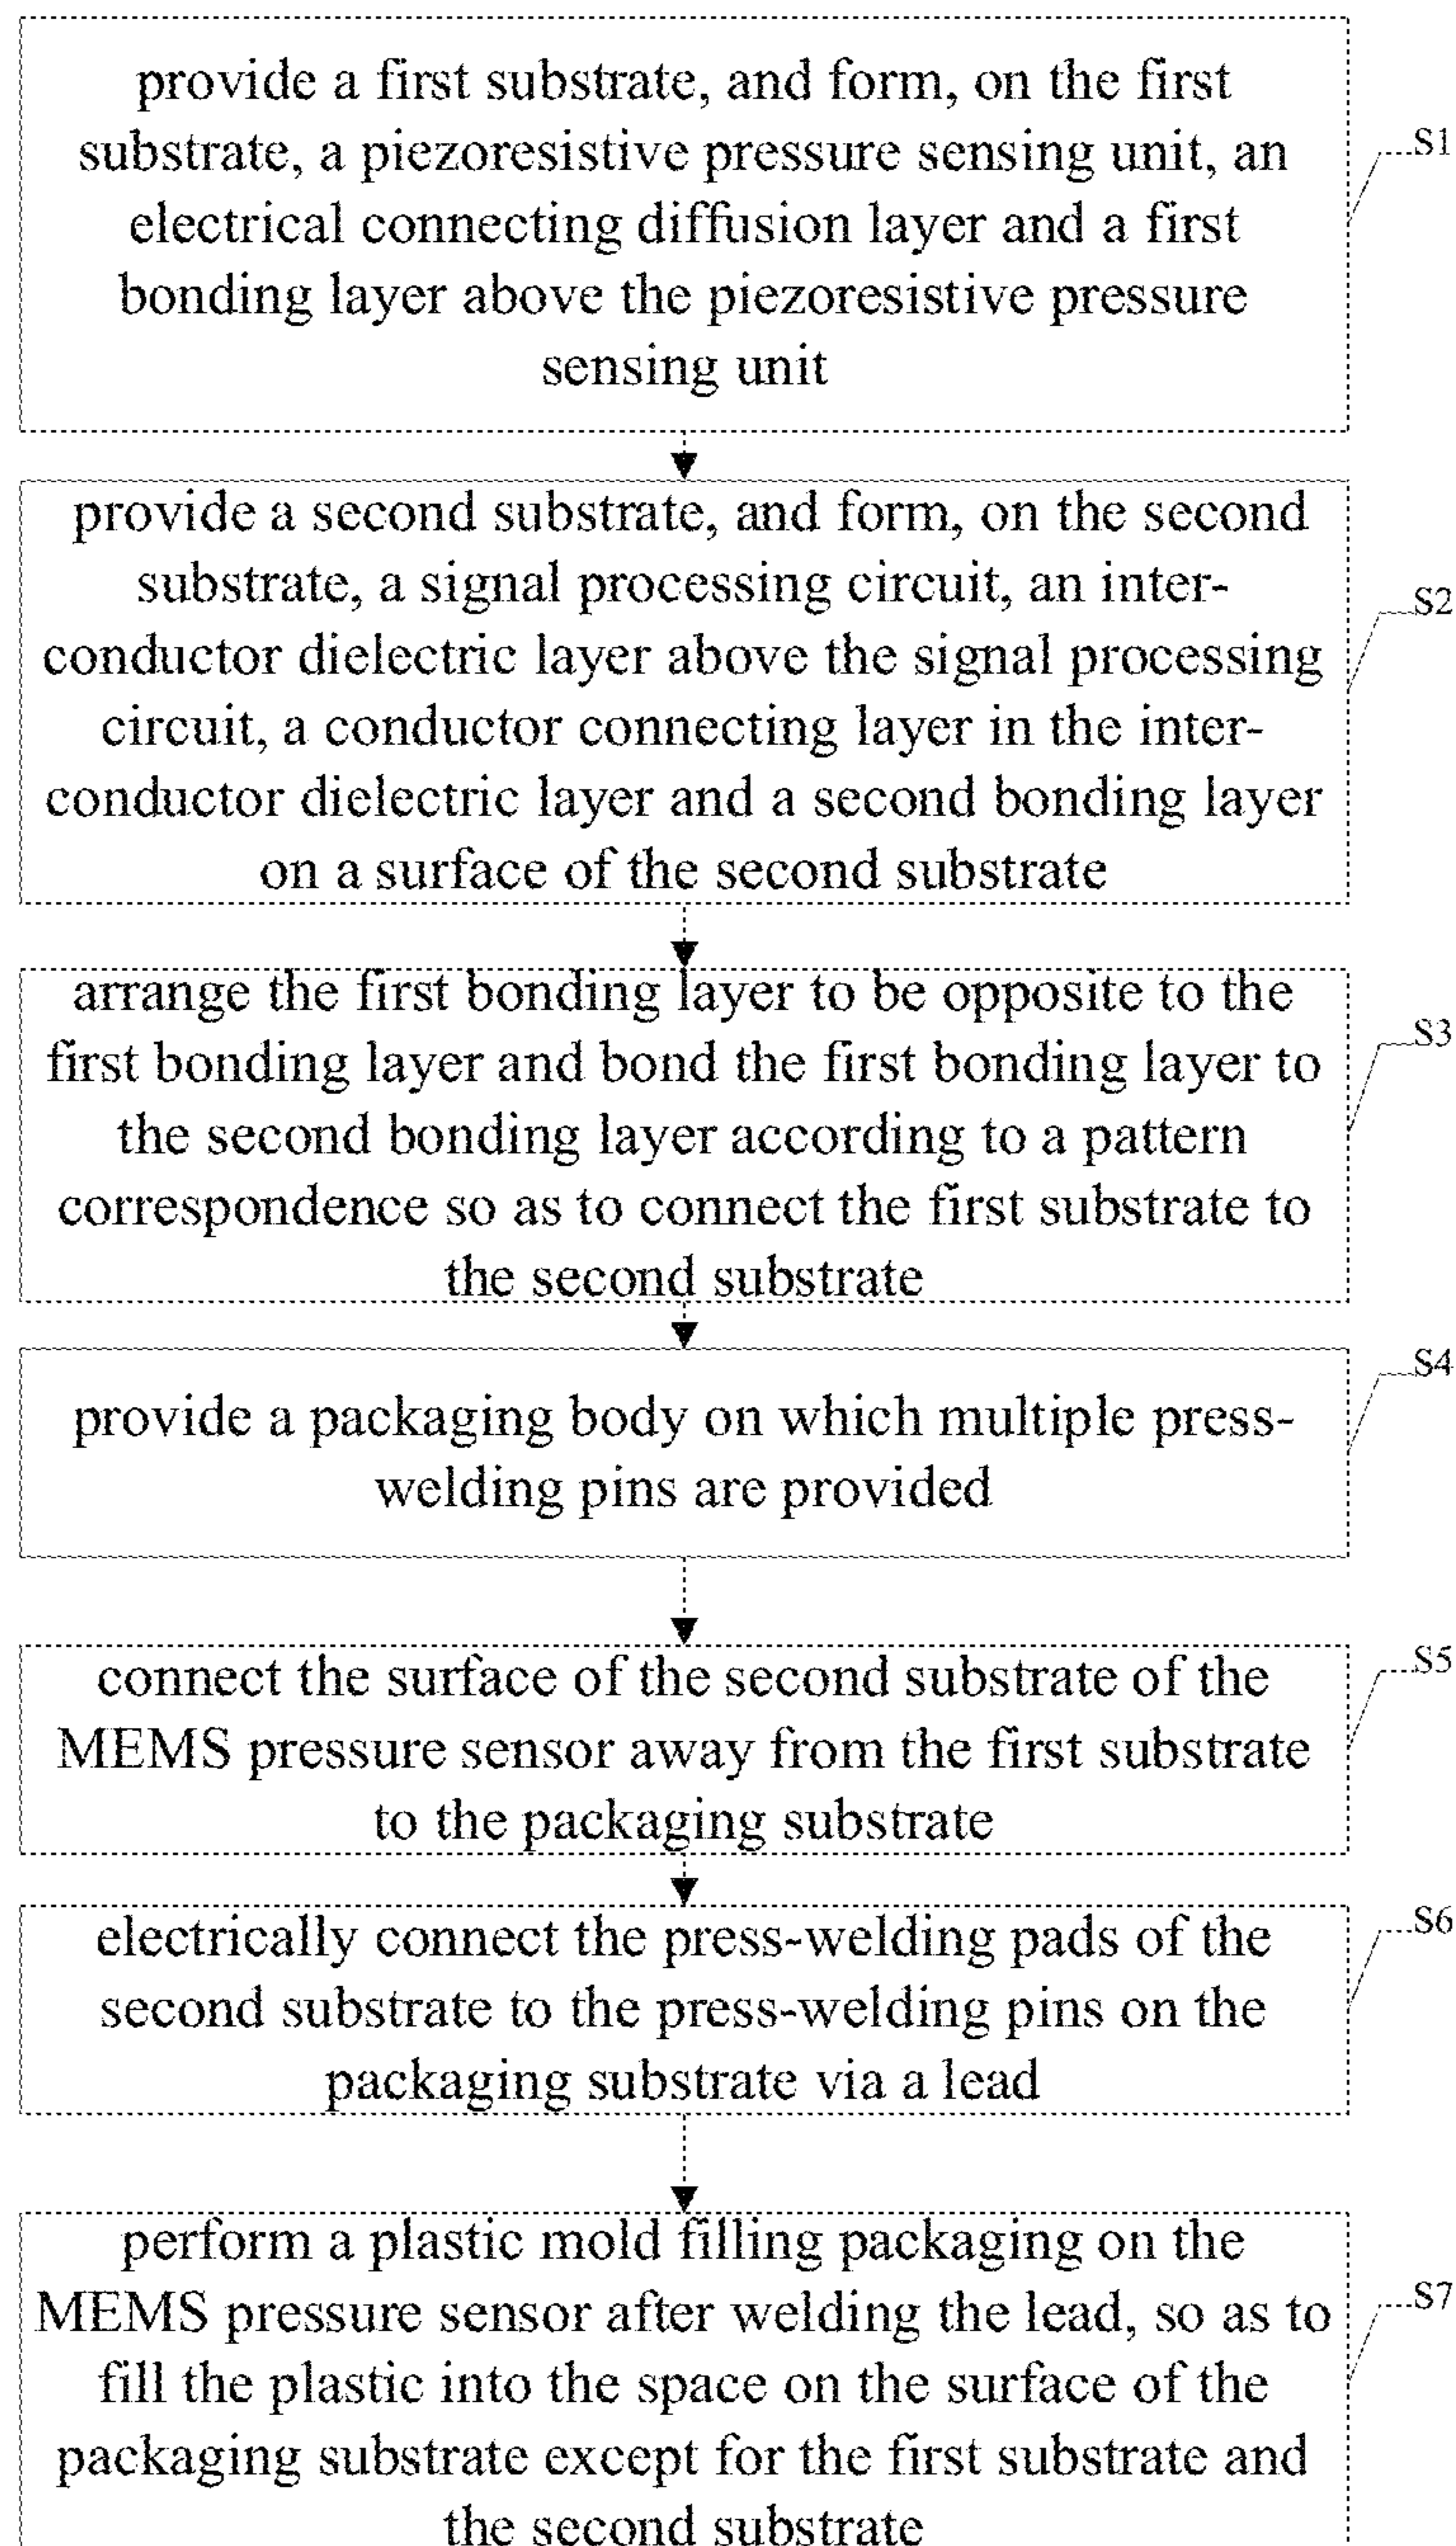 provide a first substrate, and form, on the first
substrate, a piezoresistive pressure sensing unit, an
electrical connecting diffusion layer and a first
bonding layer above the piezoresistive pressure
sensing unit
S1
provide a second substrate, and form, on the second
substrate, a signal processing circuit, an inter-
conductor dielectric layer above the signal processing
circuit, a conductor connecting layer in the inter-
conductor dielectric layer and a second bonding layer
on a surface of the second substrate
S2
arrange the first bonding layer to be opposite to the
first bonding layer and bond the first bonding layer to
the second bonding layer according to a pattern
correspondence so as to connect the first substrate to
the second substrate
S3
provide a packaging body on which multiple press-
welding pins are provided
S4
connect the surface of the second substrate of the
MEMS pressure sensor away from the first substrate
to the packaging substrate
S5
electrically connect the press-welding pads of the
second substrate to the press-welding pins on the
packaging substrate via a lead
S6
perform a plastic mold filling packaging on the
MEMS pressure sensor after welding the lead, so as to
fill the plastic into the space on the surface of the
packaging substrate except for the first substrate and
the second substrate
S7